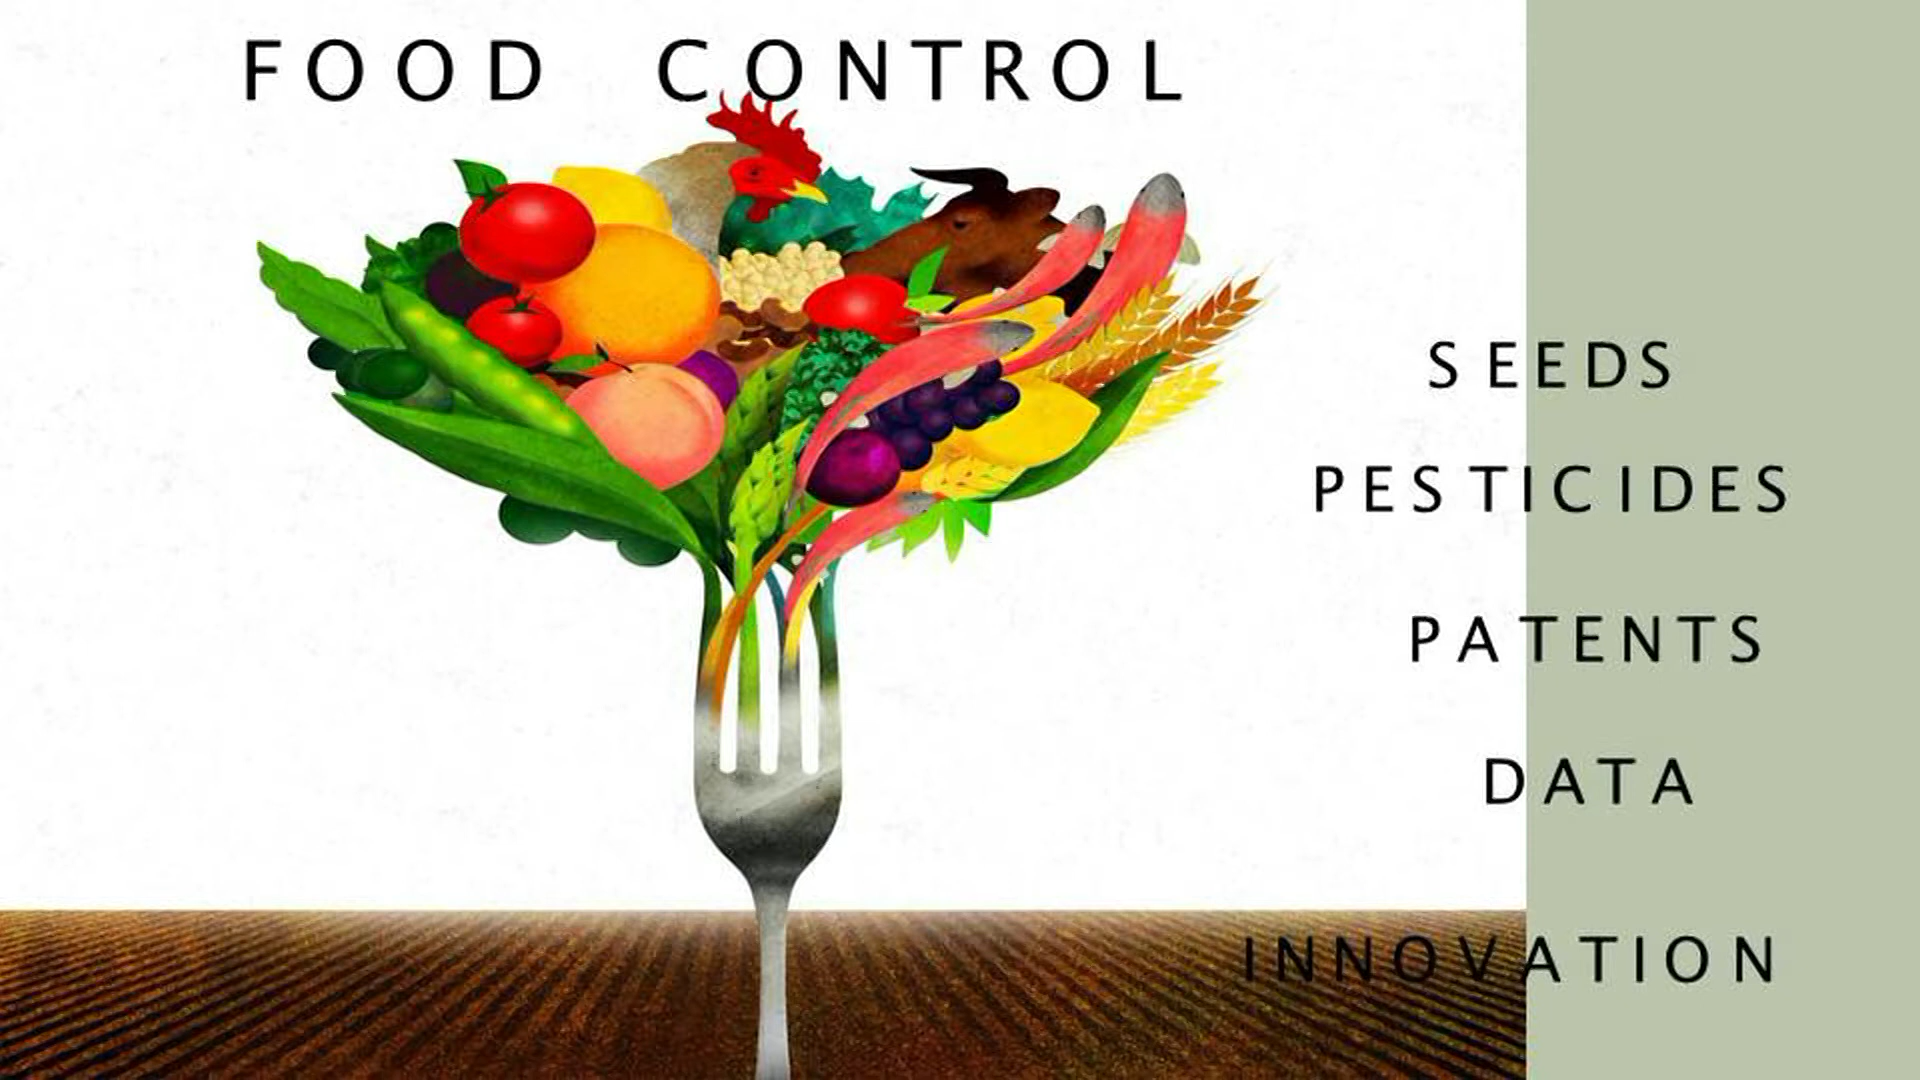 FOOD CONTROL
SEEDS
PESTICIDES
PATENTS
DATA
INNOVATION